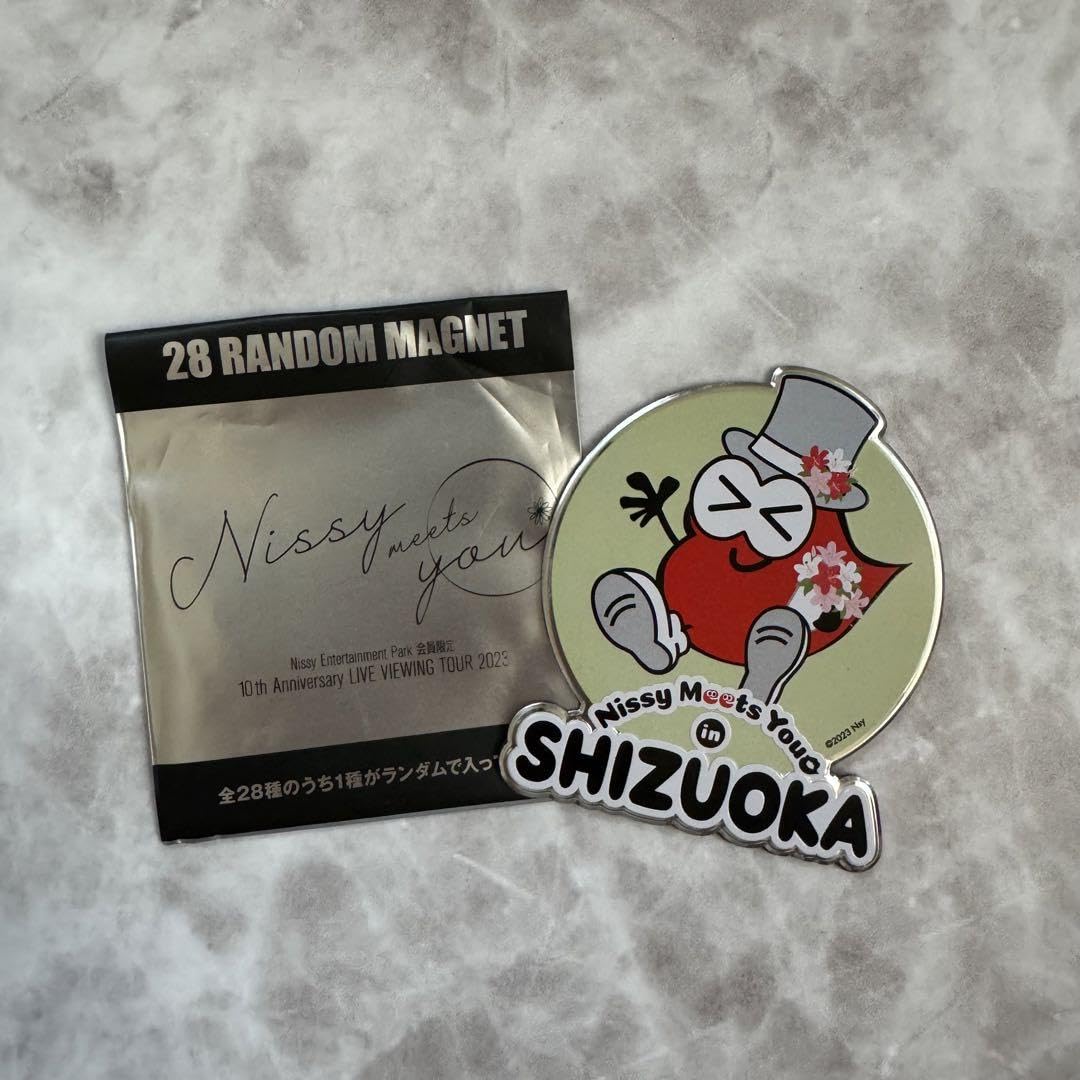 28 RANDOM MAGNET
Nissy
meets
you
Nissy Entertainment Park 会員限定
10th Anniversary LIVE VIEWING TOUR 2023
全28種のうち1種がランダムで入っ
©2023 Nsy
Nissy Meets You
in
SHIZUOKA